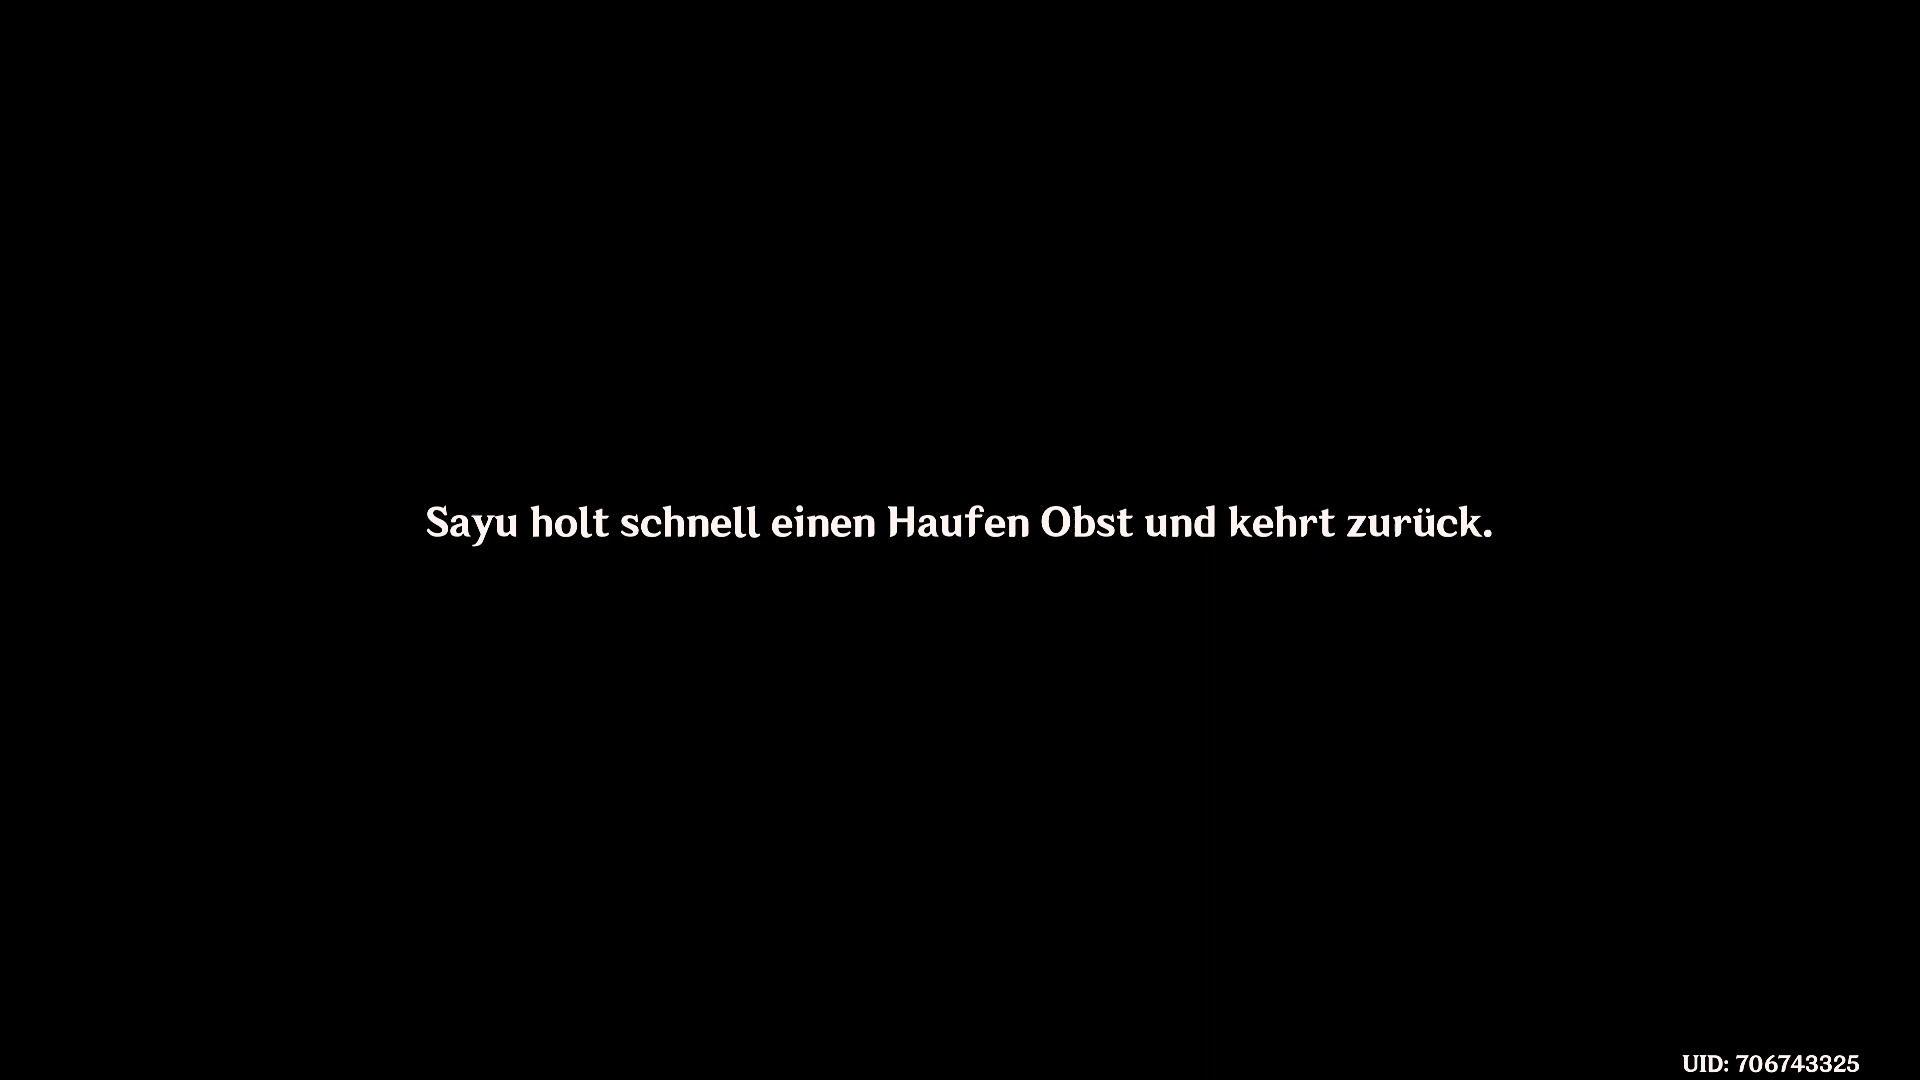 Sayu holt schnell einen Haufen Obst und kehrt zurück.
UID: 706743325